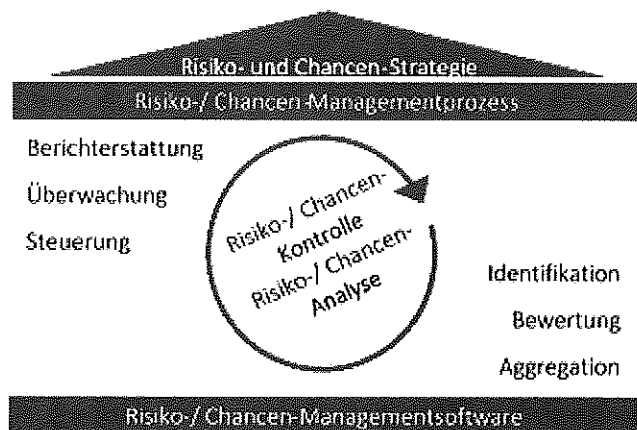 Risiko- und Chancen-Strategie
Risiko-/ Chancen-Managementprozess
Berichterstattung
Überwachung
Steuerung
Risiko-/ Chancen-
Kontrolle
Risiko-/ Chancen-
Analyse
Identifikation
Bewertung
Aggregation
Risiko-/ Chancen-Managementsoftware